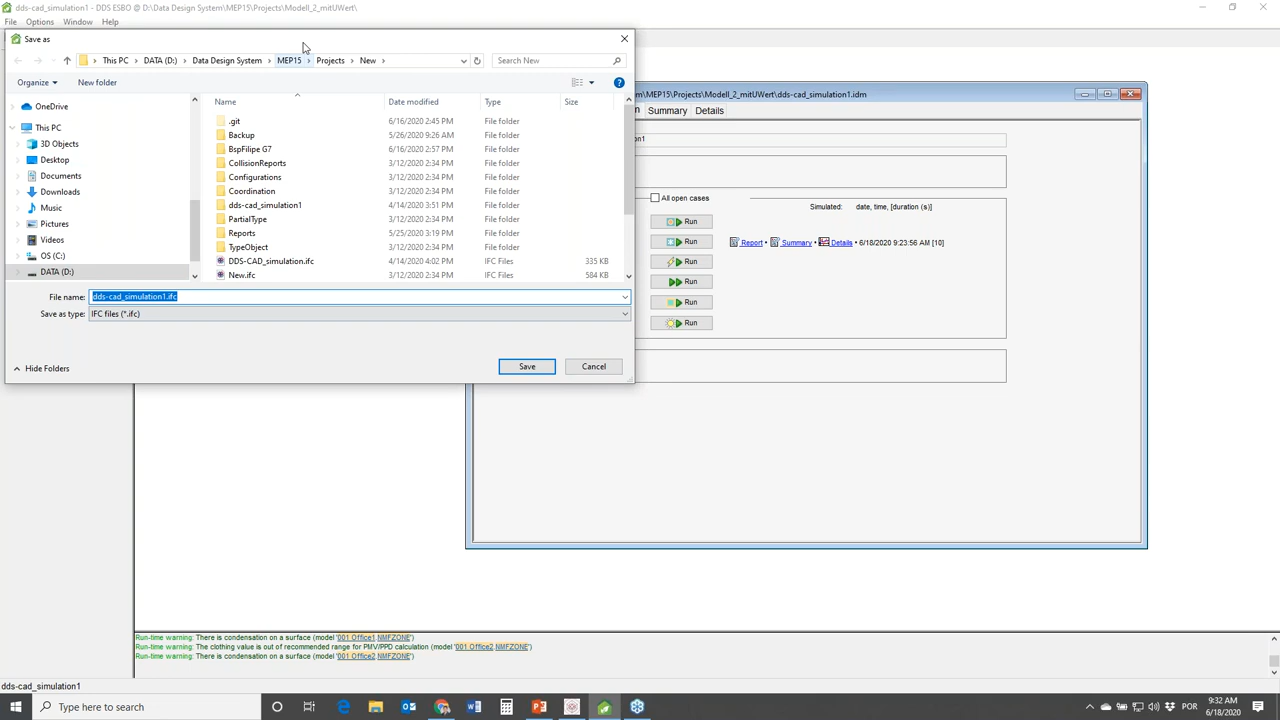 dds-cad_simulation1 - DDS ESBO @ D:\Data Design System\MEP15\Projects\Modell_2_mitUWert\
File Options Window Help
Save as
This PC > DATA (D:) > Data Design System > MEP15 > Projects > New >
Search New
Organize
New folder
Name Date modified Type Size
OneDrive
This PC
3D Objects
Desktop
Documents
Downloads
Music
Pictures
Videos
OS (C:)
DATA (D:)
.git 6/16/2020 2:45 PM File folder
Backup 5/26/2020 9:26 AM File folder
BspFilipe G7 6/16/2020 2:57 PM File folder
CollisionReports 3/12/2020 2:34 PM File folder
Configurations 3/12/2020 2:34 PM File folder
Coordination 3/12/2020 2:34 PM File folder
dds-cad_simulation1 4/14/2020 3:51 PM File folder
PartialType 3/12/2020 2:34 PM File folder
Reports 5/25/2020 3:19 PM File folder
TypeObject 3/12/2020 2:34 PM File folder
DDS-CAD_simulation.ifc 4/14/2020 4:02 PM IFC Files 335 KB
New.ifc 3/12/2020 2:34 PM IFC Files 584 KB
File name: dds-cad_simulation1.ifc
Save as type: IFC files (*.ifc)
Hide Folders
Save
Cancel
m\MEP15\Projects\Modell_2_mitUWert\dds-cad_simulation1.idm
n Summary Details
n1
All open cases
Simulated: date, time, [duration (s)]
Run
Run Report • Summary • Details • 6/18/2020 9:23:56 AM [10]
Run
Run
Run
Run
Run-time warning: There is condensation on a surface (model '001 Office1.NMFZONE')
Run-time warning: The clothing value is out of recommended range for PMV/PPD calculation (model '001 Office2.NMFZONE')
Run-time warning: There is condensation on a surface (model '001 Office2.NMFZONE')
dds-cad_simulation1
Type here to search
POR
9:32 AM
6/18/2020